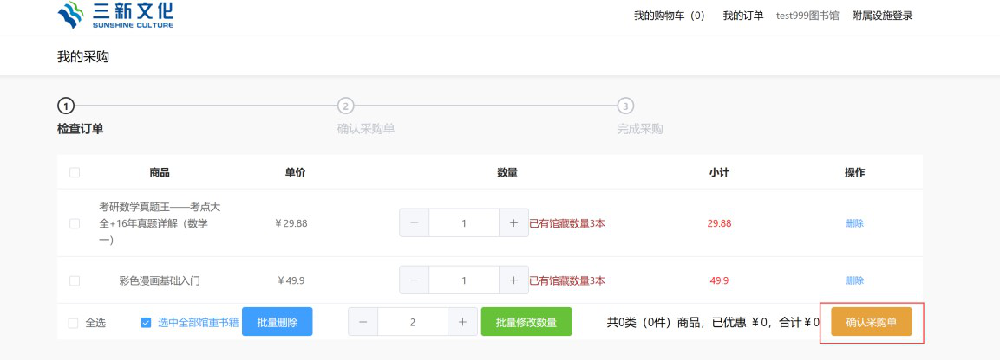 三新文化
SUNSHINE CULTURE
我的购物车（0） 我的订单 test999图书馆 附属设施登录
我的采购
1 2 3
检查订单 确认采购单 完成采购
商品 单价 数量 小计 操作
考研数学真题王——考点大
全+16年真题详解（数学
一）
￥29.88 － 1 ＋ 已有馆藏数量3本 29.88 删除
彩色漫画基础入门 ￥49.9 － 1 ＋ 已有馆藏数量3本 49.9 删除
全选 选中全部馆重书籍 批量删除 － 2 ＋ 批量修改数量 共0类（0件）商品，已优惠 ￥0，合计￥0 确认采购单